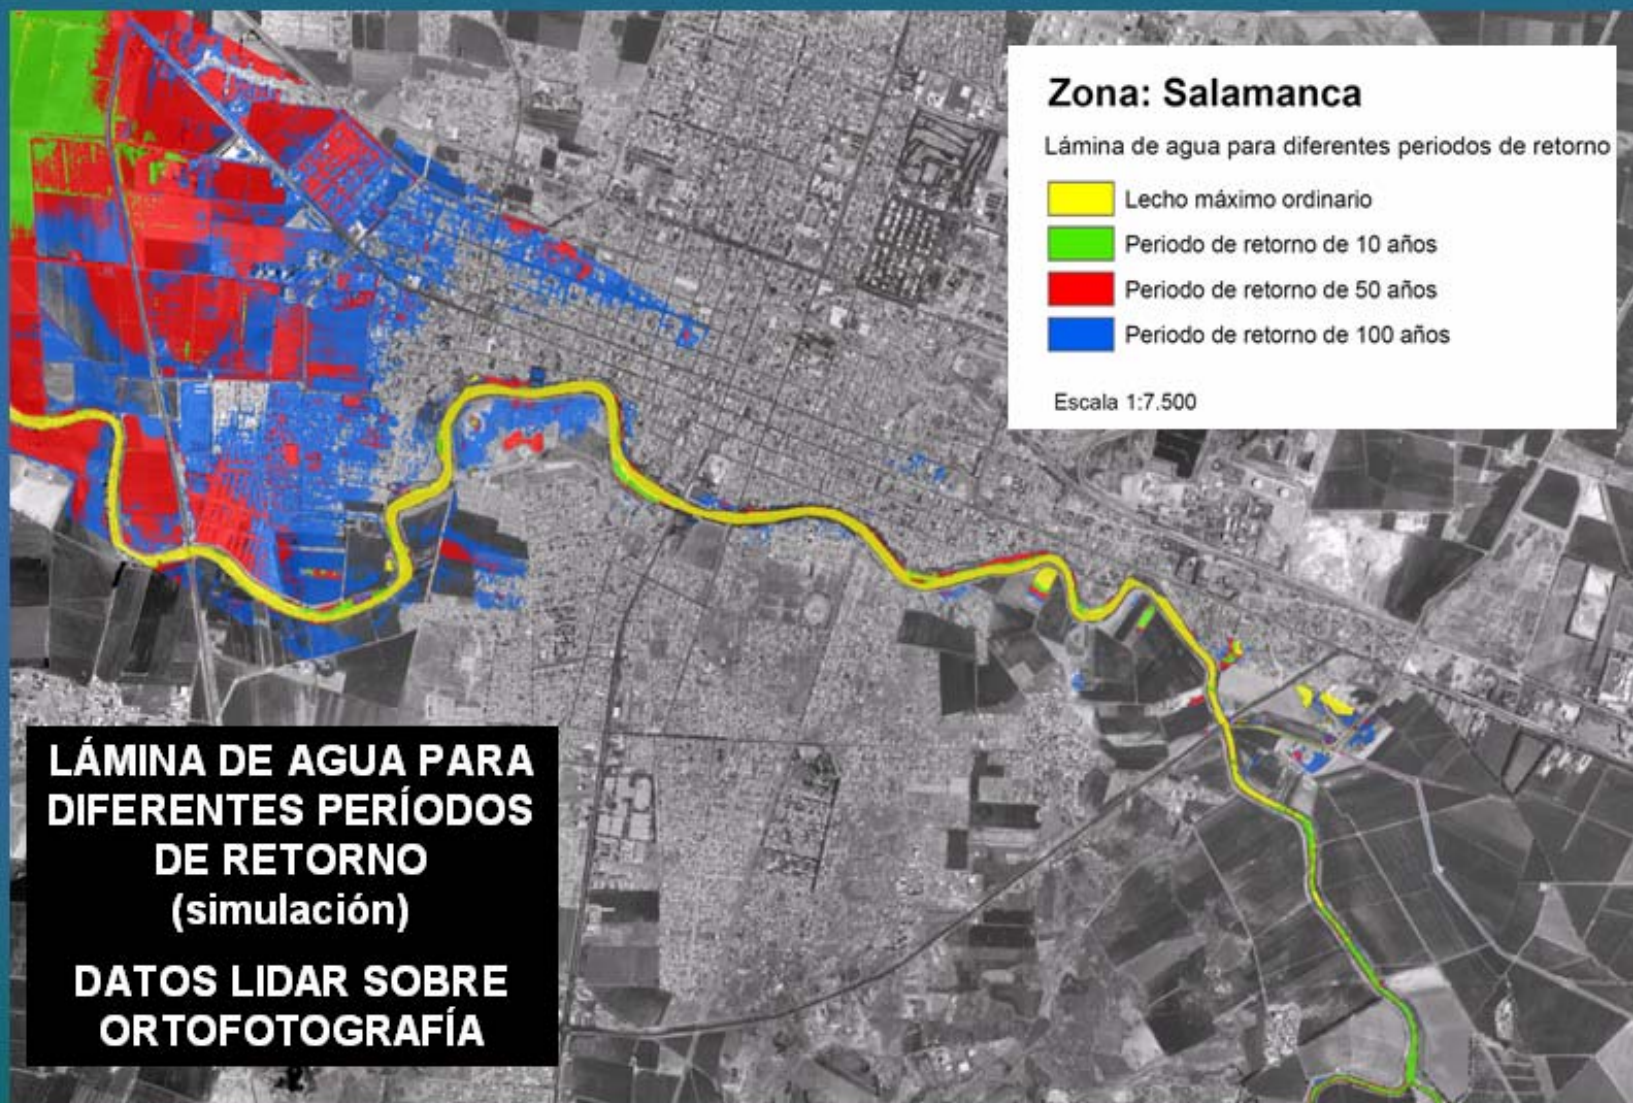 Zona: Salamanca
Lámina de agua para diferentes periodos de retorno
Lecho máximo ordinario
Periodo de retorno de 10 años
Periodo de retorno de 50 años
Periodo de retorno de 100 años
Escala 1:7.500
LÁMINA DE AGUA PARA
DIFERENTES PERÍODOS
DE RETORNO
(simulación)
DATOS LIDAR SOBRE
ORTOFOTOGRAFÍA